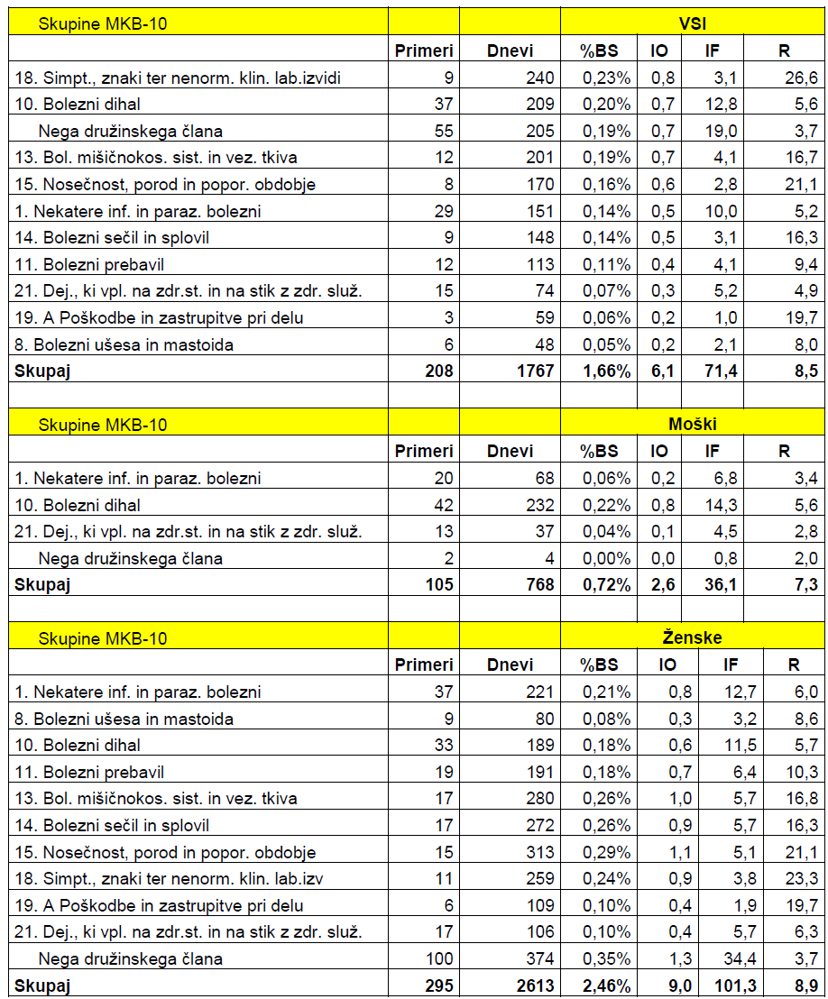 Skupine MKB-10 VSI
Primeri Dnevi %BS IO IF R
18. Simpt., znaki ter nenorm. klin. lab.izvidi 9 240 0,23% 0,8 3,1 26,6
10. Bolezni dihal 37 209 0,20% 0,7 12,8 5,6
Nega družinskega člana 55 205 0,19% 0,7 19,0 3,7
13. Bol. mišičnokos. sist. in vez. tkiva 12 201 0,19% 0,7 4,1 16,7
15. Nosečnost, porod in popor. obdobje 8 170 0,16% 0,6 2,8 21,1
1. Nekatere inf. in paraz. bolezni 29 151 0,14% 0,5 10,0 5,2
14. Bolezni sečil in splovil 9 148 0,14% 0,5 3,1 16,3
11. Bolezni prebavil 12 113 0,11% 0,4 4,1 9,4
21. Dej., ki vpl. na zdr.st. in na stik z zdr. služ. 15 74 0,07% 0,3 5,2 4,9
19. A Poškodbe in zastrupitve pri delu 3 59 0,06% 0,2 1,0 19,7
8. Bolezni ušesa in mastoida 6 48 0,05% 0,2 2,1 8,0
Skupaj 208 1767 1,66% 6,1 71,4 8,5
Skupine MKB-10 Moški
Primeri Dnevi %BS IO IF R
1. Nekatere inf. in paraz. bolezni 20 68 0,06% 0,2 6,8 3,4
10. Bolezni dihal 42 232 0,22% 0,8 14,3 5,6
21. Dej., ki vpl. na zdr.st. in na stik z zdr. služ. 13 37 0,04% 0,1 4,5 2,8
Nega družinskega člana 2 4 0,00% 0,0 0,8 2,0
Skupaj 105 768 0,72% 2,6 36,1 7,3
Skupine MKB-10 Ženske
Primeri Dnevi %BS IO IF R
1. Nekatere inf. in paraz. bolezni 37 221 0,21% 0,8 12,7 6,0
8. Bolezni ušesa in mastoida 9 80 0,08% 0,3 3,2 8,6
10. Bolezni dihal 33 189 0,18% 0,6 11,5 5,7
11. Bolezni prebavil 19 191 0,18% 0,7 6,4 10,3
13. Bol. mišičnokos. sist. in vez. tkiva 17 280 0,26% 1,0 5,7 16,8
14. Bolezni sečil in splovil 17 272 0,26% 0,9 5,7 16,3
15. Nosečnost, porod in popor. obdobje 15 313 0,29% 1,1 5,1 21,1
18. Simpt., znaki ter nenorm. klin. lab.izv 11 259 0,24% 0,9 3,8 23,3
19. A Poškodbe in zastrupitve pri delu 6 109 0,10% 0,4 1,9 19,7
21. Dej., ki vpl. na zdr.st. in na stik z zdr. služ. 17 106 0,10% 0,4 5,7 6,3
Nega družinskega člana 100 374 0,35% 1,3 34,4 3,7
Skupaj 295 2613 2,46% 9,0 101,3 8,9